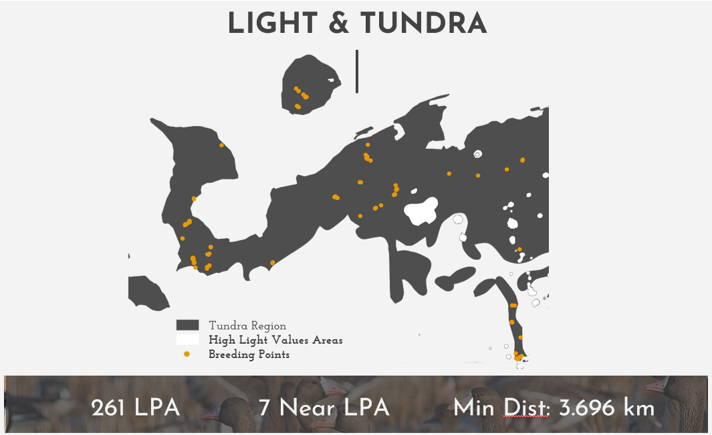 LIGHT & TUNDRA
Tundra Region
High Light Values Areas
Breeding Points
261 LPA
7 Near LPA
Min Dist: 3.696 km